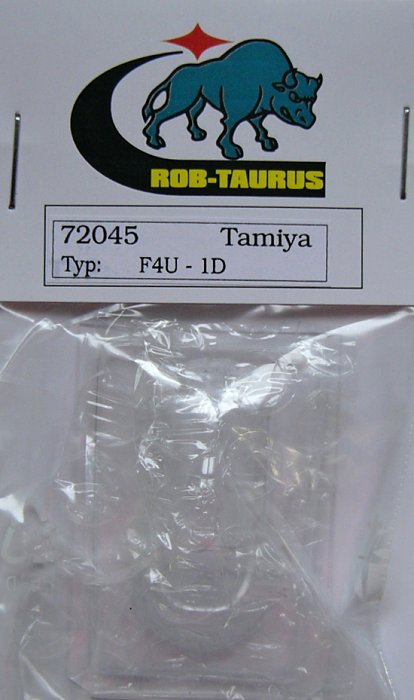 ROB-TAURUS
72045 Tamiya
Typ: F4U - 1D